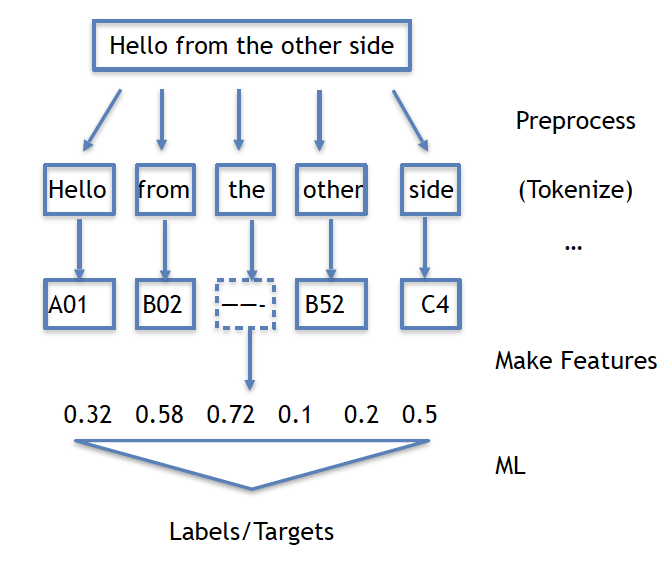 Hello from the other side
Preprocess
Hello from the other side (Tokenize)
...
A01 B02 ——- B52 C4
Make Features
0.32 0.58 0.72 0.1 0.2 0.5
ML
Labels/Targets